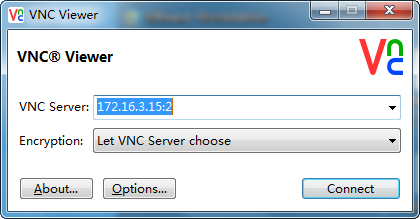 VNC Viewer
VNC® Viewer
VNC Server: 172.16.3.15:2
Encryption: Let VNC Server choose
About... Options... Connect